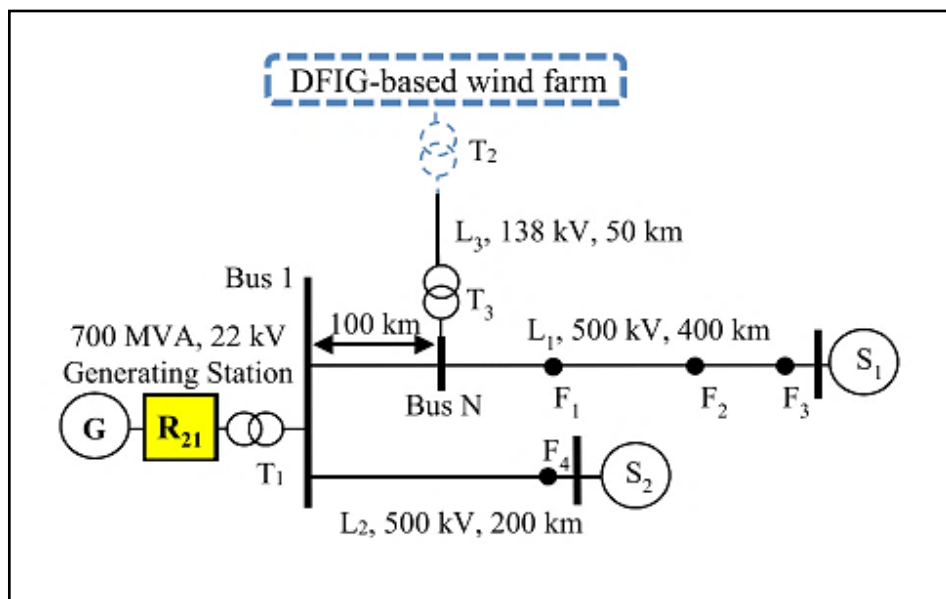 DFIG-based wind farm
T₂
L₃, 138 kV, 50 km
Bus 1
T₃
700 MVA, 22 kV
Generating Station
100 km
L₁, 500 kV, 400 km
S₁
Bus N
F₁
F₂
F₃
G
R₂₁
T₁
F₄
S₂
L₂, 500 kV, 200 km